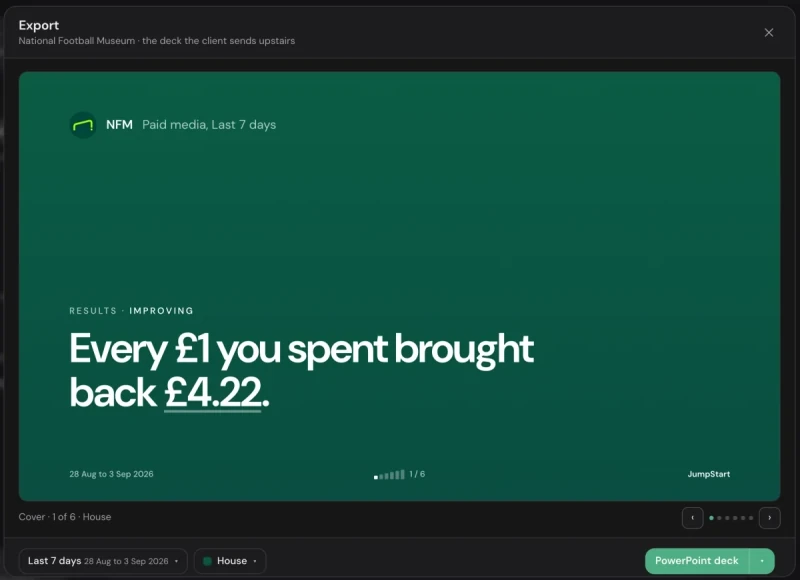 Export
National Football Museum · the deck the client sends upstairs
NFM Paid media, Last 7 days
RESULTS · IMPROVING
Every £1 you spent brought
back £4.22.
28 Aug to 3 Sep 2026 1 / 6 JumpStart
Cover · 1 of 6 · House
Last 7 days 28 Aug to 3 Sep 2026 House PowerPoint deck